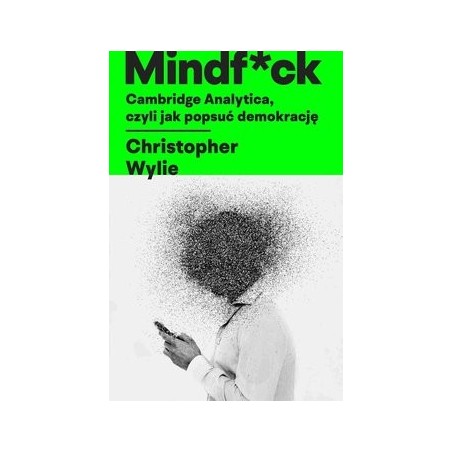 Mindf*ck
Cambridge Analytica,
czyli jak popsuć demokrację
Christopher
Wylie